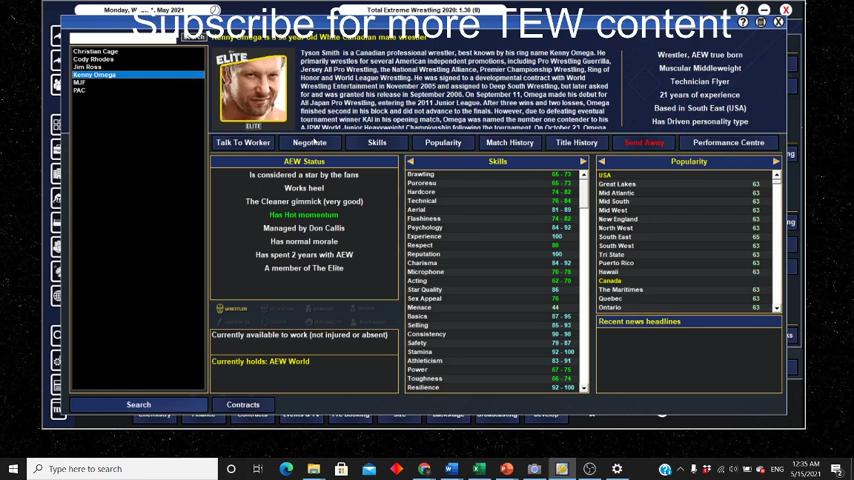 Subscribe for more TEW content
Total Extreme Wrestling 2020: 1.30 (8)
May 2021
Search
Christian Cage
Cody Rhodes
Jim Ross
Kenny Omega
MJF
PAC
Tyson Smith is a Canadian professional wrestler, best known by his ring name Kenny Omega. He
primarily wrestles for several American independent promotions, including Pro Wrestling Guerrilla,
Jersey All Pro Wrestling, the National Wrestling Alliance, Premier Championship Wrestling, Ring of
Honor and World League Wrestling. He was signed to a developmental contract with World
Wrestling Entertainment in November 2005 and assigned to Deep South Wrestling, but later asked
for and was granted his release in September 2006. On September 11, Omega made his debut for
All Japan Pro Wrestling, entering the 2011 Junior League. After three wins and two losses, Omega
finished second in his block and did not advance to the finals. However, due to defeating eventual
tournament winner KAI in his opening match, Omega was named the number one contender to his
AJPW World Junior Heavyweight Championship following the tournament. On October 23, Omega
ELITE
ELITE
Wrestler, AEW true born
Muscular Middleweight
Technician Flyer
21 years of experience
Based in South East (USA)
Has Driven personality type
Talk To Worker
Negotiate
Skills
Popularity
Match History
Title History
Send Away
Performance Centre
AEW Status
Is considered a star by the fans
Works heel
The Cleaner gimmick (very good)
Has Hot momentum
Managed by Don Callis
Has normal morale
Has spent 2 years with AEW
A member of The Elite
WRESTLER
Currently available to work (not injured or absent)
Currently holds: AEW World
Skills
Brawling 65 - 73
Puroresu 65 - 73
Hardcore 74 - 82
Technical 76 - 84
Aerial 81 - 89
Flashiness 74 - 82
Psychology 84 - 92
Experience 100
Respect 80
Reputation 100
Charisma 84 - 92
Microphone 70 - 78
Acting 62 - 70
Star Quality 86
Sex Appeal 76
Menace 44
Basics 87 - 95
Selling 85 - 93
Consistency 90 - 98
Safety 79 - 87
Stamina 92 - 100
Athleticism 83 - 91
Power 67 - 75
Toughness 66 - 74
Resilience 92 - 100
Popularity
USA
Great Lakes 63
Mid Atlantic 63
Mid South 63
Mid West 63
New England 63
North West 63
South East 65
South West 63
Tri State 63
Puerto Rico 63
Hawaii 63
Canada
The Maritimes 63
Quebec 63
Ontario 63
Recent news headlines
Search
Contracts
Type here to search
ENG
12:35 AM
5/15/2021